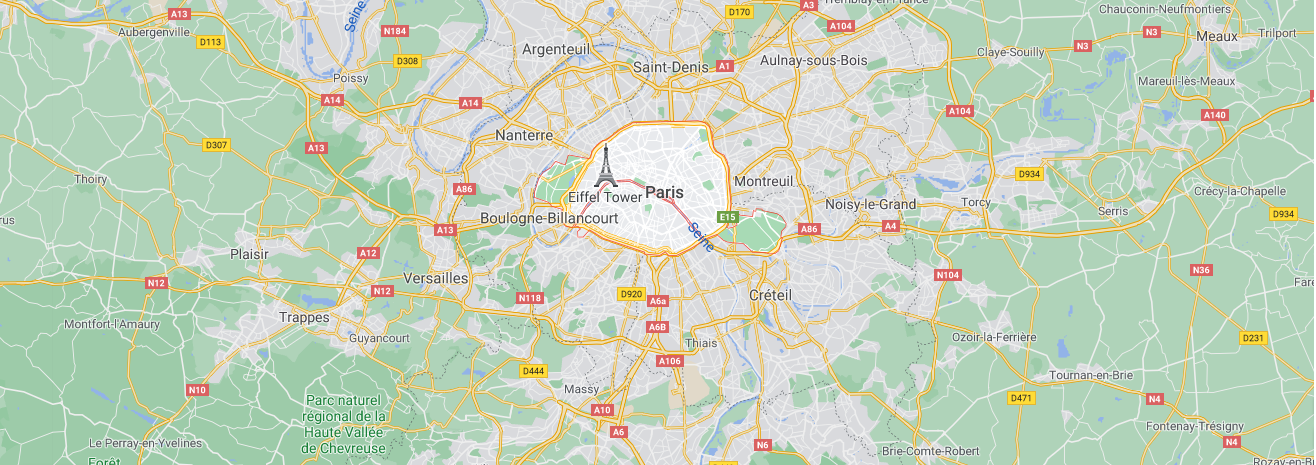 A13
Seine
D170
A3
Tremblay-en-France
Chauconin-Neufmontiers
Aubergenville
N184
A104
N3
Meaux
Trilport
D113
Argenteuil
N3
Claye-Souilly
D308
Saint-Denis
A1
Aulnay-sous-Bois
Poissy
Mareuil-lès-Meaux
A14
A14
A104
A140
Nanterre
D307
A13
Thoiry
A86
Eiffel Tower
Paris
Montreuil
D934
Crécy-la-Chapelle
Boulogne-Billancourt
E15
Noisy-le-Grand
Torcy
Serris
D934
A13
Seine
A86
A4
Plaisir
A12
N12
Versailles
N12
N118
D920
A6a
Créteil
N104
N36
Montfort-l'Amaury
Trappes
Guyancourt
A6B
Thiais
Ozoir-la-Ferrière
D231
A106
D444
Tournan-en-Brie
N10
Massy
D471
N4
Parc naturel
régional de la
Haute Vallée
de Chevreuse
A10
A6
N6
Fontenay-Trésigny
N4
Le Perray-en-Yvelines
Brie-Comte-Robert
Forêt
Rozay-en-Br